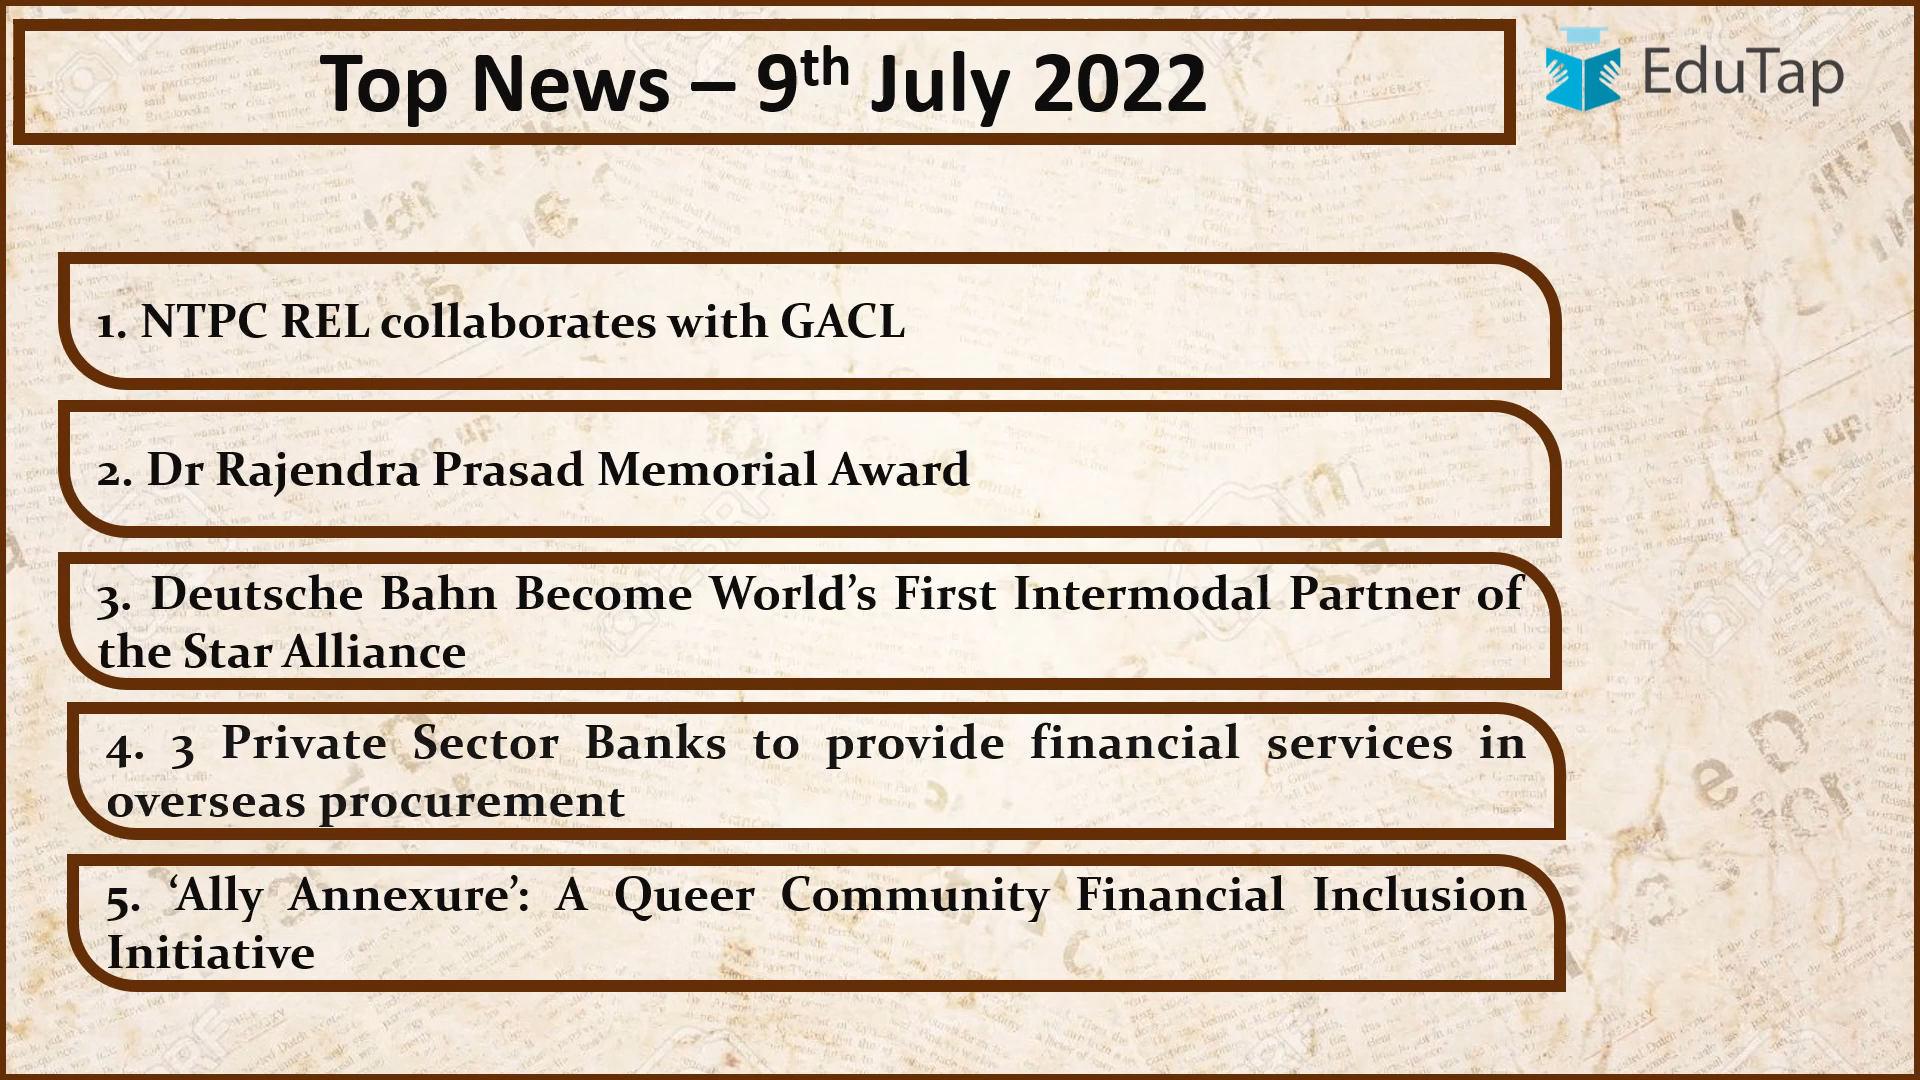 Top News – 9th July 2022
EduTap
1. NTPC REL collaborates with GACL
2. Dr Rajendra Prasad Memorial Award
3. Deutsche Bahn Become World’s First Intermodal Partner of
the Star Alliance
4. 3 Private Sector Banks to provide financial services in
overseas procurement
5. ‘Ally Annexure’: A Queer Community Financial Inclusion
Initiative